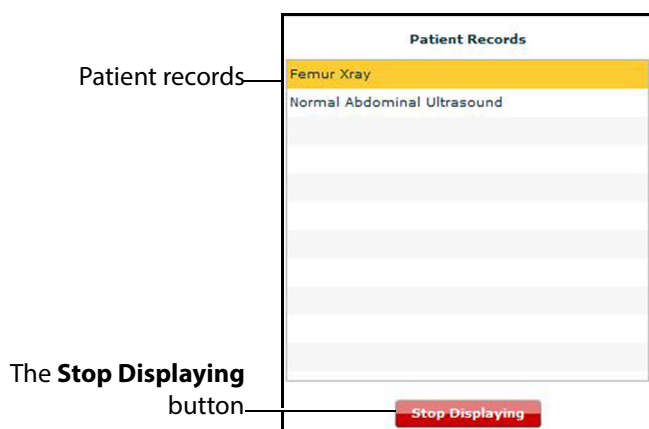 Patient Records
Patient records
Femur Xray
Normal Abdominal Ultrasound
The Stop Displaying
button
Stop Displaying